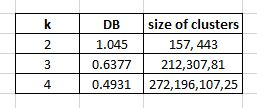 k DB size of clusters
2 1.045 157, 443
3 0.6377 212,307,81
4 0.4931 272,196,107,25